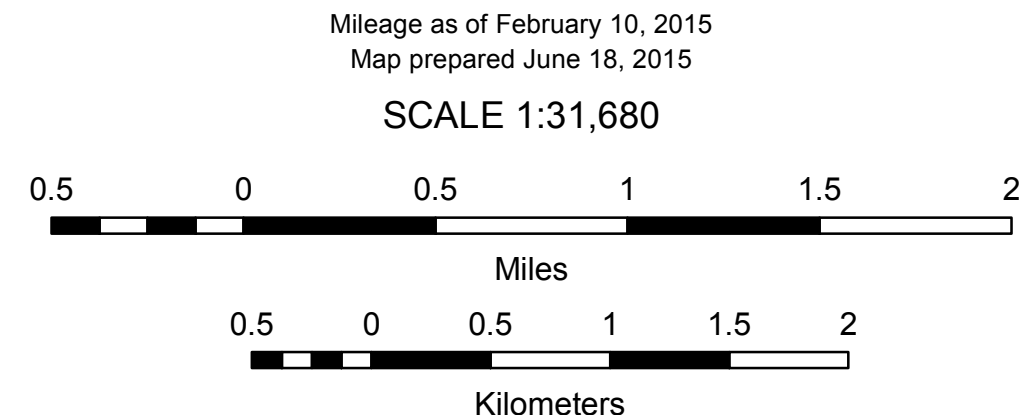 Mileage as of February 10, 2015
Map prepared June 18, 2015
SCALE 1:31,680
0.5 0 0.5 1 1.5 2
Miles
0.5 0 0.5 1 1.5 2
Kilometers